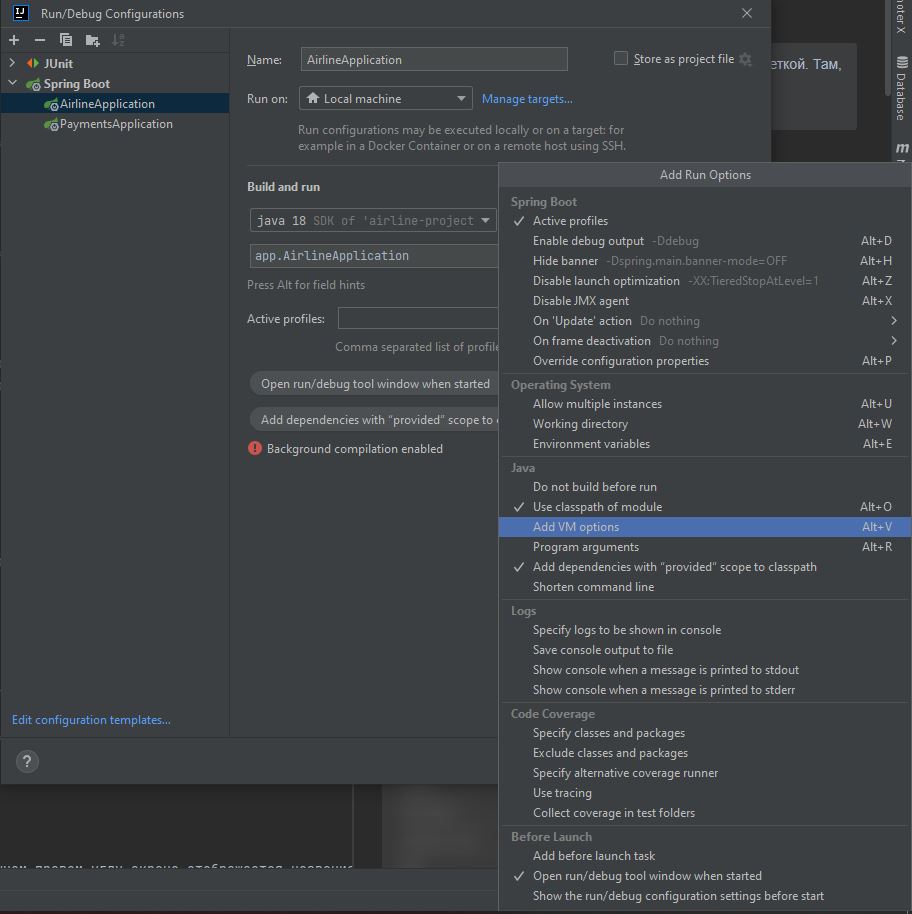 Run/Debug Configurations
JUnit
Spring Boot
AirlineApplication
PaymentsApplication
Edit configuration templates...
?
Name:
AirlineApplication
Store as project file
Run on:
Local machine
Manage targets...
Run configurations may be executed locally or on a target: for
example in a Docker Container or on a remote host using SSH.
Build and run
java 18 SDK of 'airline-project
app.AirlineApplication
Press Alt for field hints
Active profiles:
Comma separated list of profile
Open run/debug tool window when started
Add dependencies with “provided” scope to
Background compilation enabled
Add Run Options
Spring Boot
Active profiles
Enable debug output -Ddebug Alt+D
Hide banner -Dspring.main.banner-mode=OFF Alt+H
Disable launch optimization -XX:TieredStopAtLevel=1 Alt+Z
Disable JMX agent Alt+X
On 'Update' action Do nothing
On frame deactivation Do nothing
Override configuration properties Alt+P
Operating System
Allow multiple instances Alt+U
Working directory Alt+W
Environment variables Alt+E
Java
Do not build before run
Use classpath of module Alt+O
Add VM options Alt+V
Program arguments Alt+R
Add dependencies with “provided” scope to classpath
Shorten command line
Logs
Specify logs to be shown in console
Save console output to file
Show console when a message is printed to stdout
Show console when a message is printed to stderr
Code Coverage
Specify classes and packages
Exclude classes and packages
Specify alternative coverage runner
Use tracing
Collect coverage in test folders
Before Launch
Add before launch task
Open run/debug tool window when started
Show the run/debug configuration settings before start
еткой. Там,
Database
m